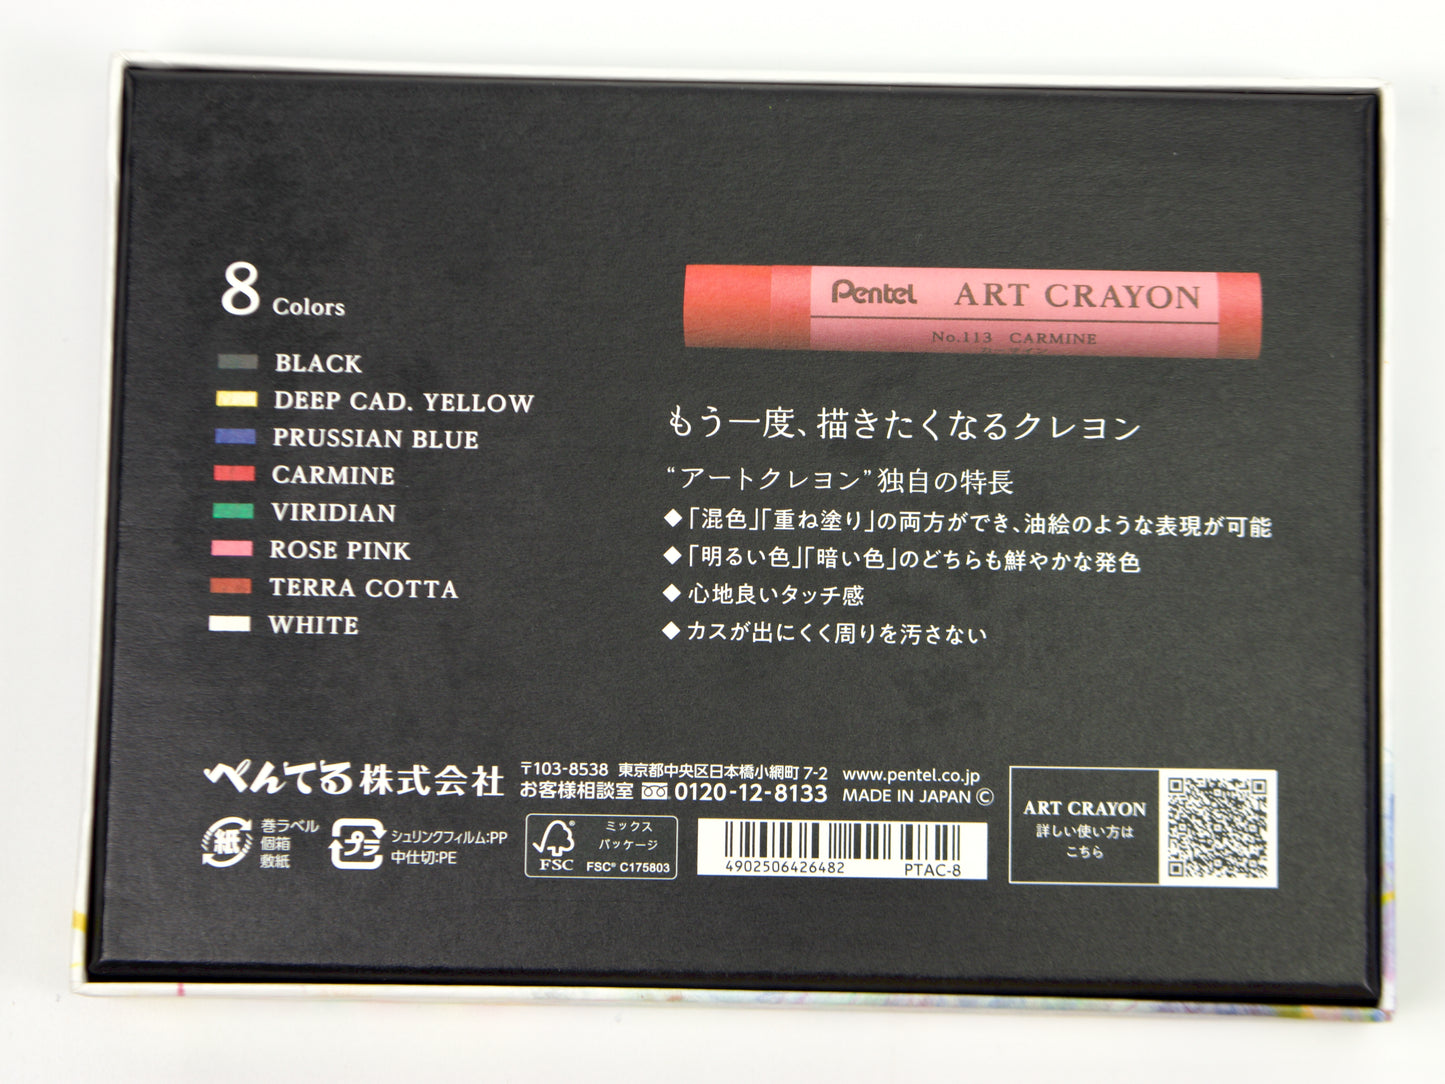 8 Colors
BLACK
DEEP CAD. YELLOW
PRUSSIAN BLUE
CARMINE
VIRIDIAN
ROSE PINK
TERRA COTTA
WHITE
Pentel ART CRAYON
No.113 CARMINE
カーマイン
もう一度、描きたくなるクレヨン
“アートクレヨン”独自の特長
◆「混色」「重ね塗り」の両方ができ、油絵のような表現が可能
◆「明るい色」「暗い色」のどちらも鮮やかな発色
◆心地良いタッチ感
◆カスが出にくく周りを汚さない
ぺんてる株式会社
〒103-8538 東京都中央区日本橋小網町 7-2
お客様相談室 0120-12-8133
www.pentel.co.jp
MADE IN JAPAN Ⓒ
紙
巻ラベル
個箱
敷紙
プラ
シュリンクフィルム:PP
中仕切:PE
FSC
ミックス
パッケージ
FSC® C175803
4902506426482 PTAC-8
ART CRAYON
詳しい使い方は
こちら